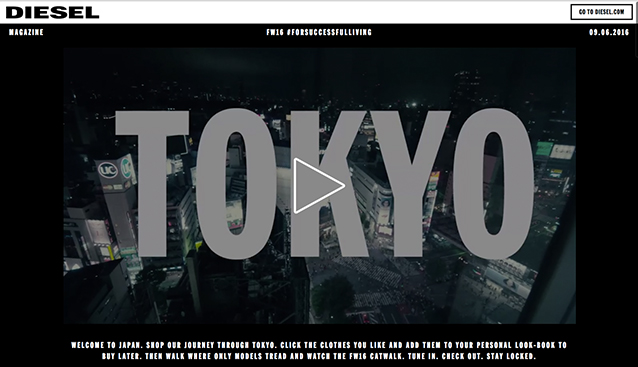 DIESEL
GO TO DIESEL.COM
MAGAZINE
FW16 #FORSUCCESSFULLIVING
09.06.2016
UC
TOKYO
WELCOME TO JAPAN. SHOP OUR JOURNEY THROUGH TOKYO. CLICK THE CLOTHES YOU LIKE AND ADD THEM TO YOUR PERSONAL LOOK-BOOK TO
BUY LATER. THEN WALK WHERE ONLY MODELS TREAD AND WATCH THE FW16 CATWALK. TUNE IN. CHECK OUT. STAY LOCKED.